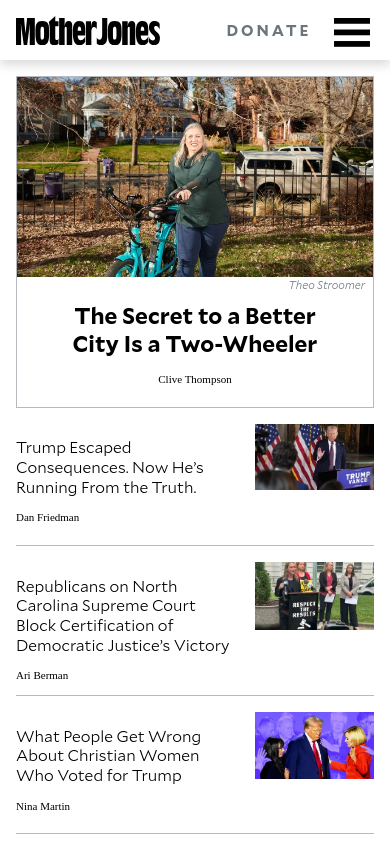 Mother Jones
DONATE
Theo Stroomer
The Secret to a Better
City Is a Two-Wheeler
Clive Thompson
Trump Escaped
Consequences. Now He's
Running From the Truth.
Dan Friedman
TRUMP
VANCE
Republicans on North
Carolina Supreme Court
Block Certification of
Democratic Justice's Victory
Ari Berman
RESPECT
THE
RESULTS
What People Get Wrong
About Christian Women
Who Voted for Trump
Nina Martin